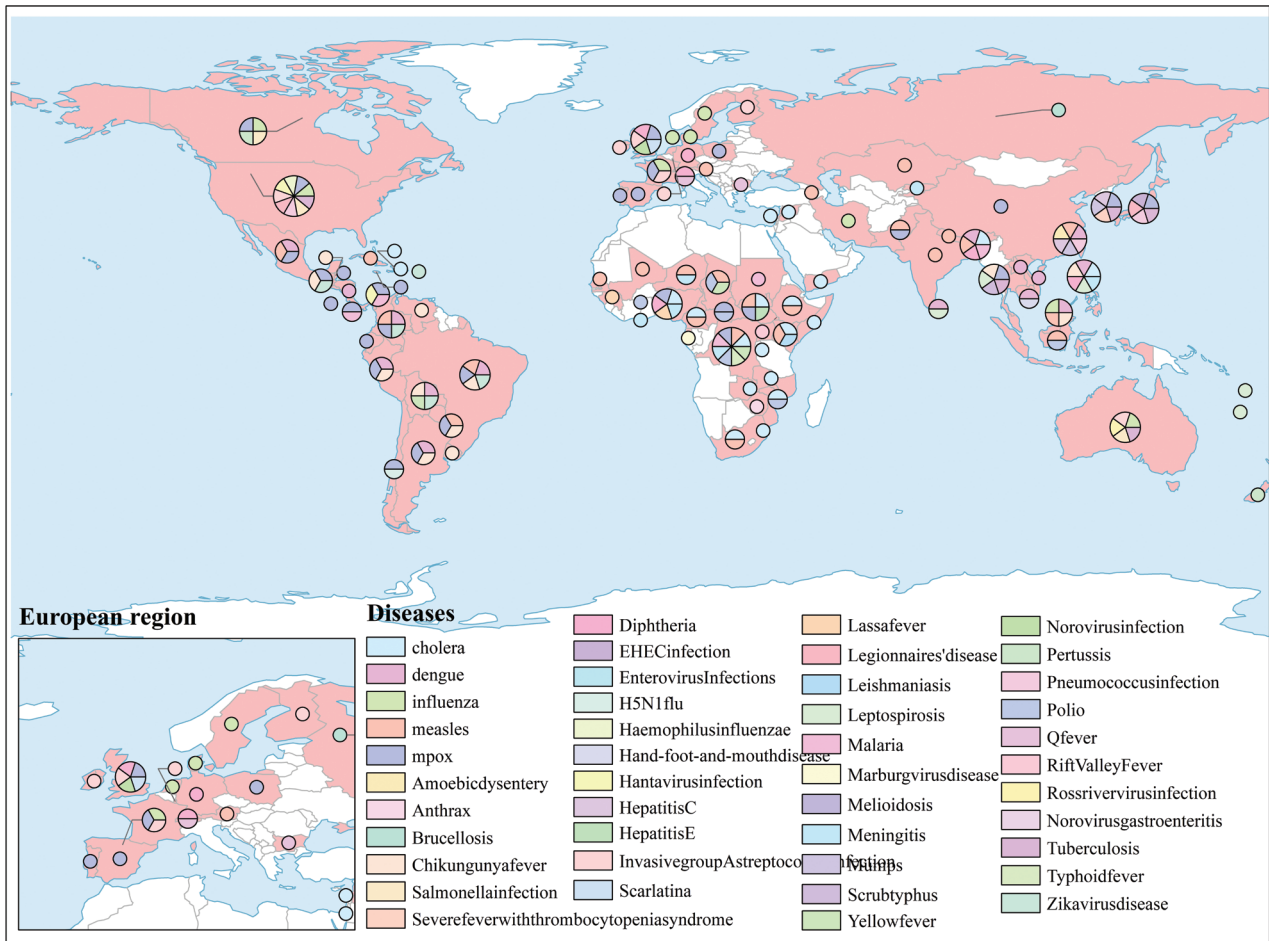 European region
Diseases
cholera
dengue
influenza
measles
mpox
Amoebicdysentery
Anthrax
Brucellosis
Chikungunyafever
Salmonellainfection
Severefeverwiththrombocytopeniasyndrome
Diphtheria
EHECinfection
EnterovirusInfections
H5N1flu
Haemophilusinfluenzae
Hand-foot-and-mouthdisease
Hantavirusinfection
HepatitisC
HepatitisE
Scarlatina
Lassafever
Legionnaires'disease
Leishmaniasis
Leptospirosis
Malaria
Marburgvirusdisease
Melioidosis
Meningitis
Mumps
Scrubtyphus
Yellowfever
Norovirusinfection
Pertussis
Pneumococcusinfection
Polio
Qfever
RiftValleyFever
Rossrivervirusinfection
Norovirusgastroenteritis
Tuberculosis
Typhoidfever
Zikavirusdisease